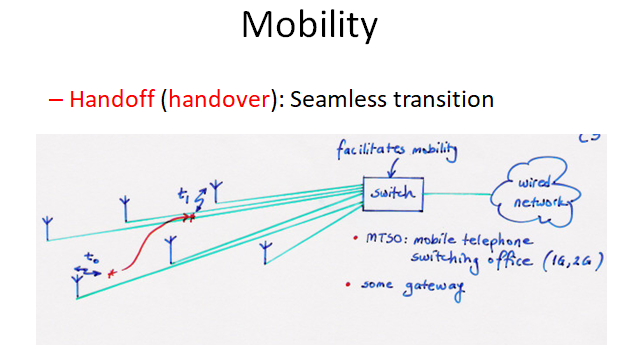 Mobility
– Handoff (handover): Seamless transition
facilitates mobility
t₁
switch
wired
network
t₀
• MTSO: mobile telephone
switching office (1G, 2G)
• some gateway